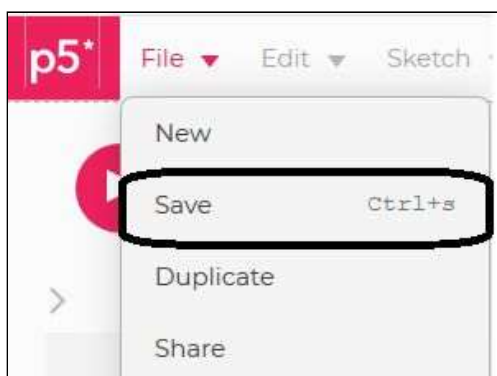 p5* File Edit Sketch
New
Save Ctrl+s
Duplicate
Share